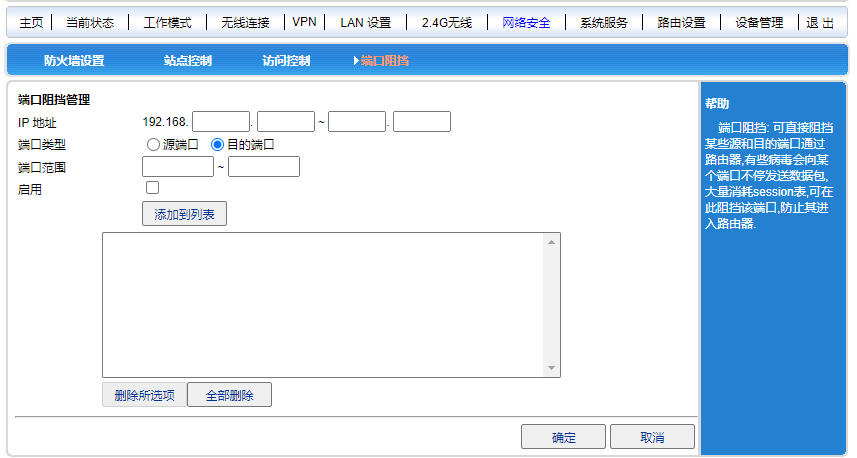 主页 当前状态 工作模式 无线连接 VPN LAN 设置 2.4G无线 网络安全 系统服务 路由设置 设备管理 退 出
防火墙设置 站点控制 访问控制 端口阻挡
端口阻挡管理
IP 地址 192.168. . ~ .
端口类型 源端口 目的端口
端口范围 ~
启用
添加到列表
删除所选项 全部删除
确定 取消
帮助
端口阻挡: 可直接阻挡
某些源和目的端口通过
路由器,有些病毒会向某
个端口不停发送数据包,
大量消耗session表,可在
此阻挡该端口,防止其进
入路由器.